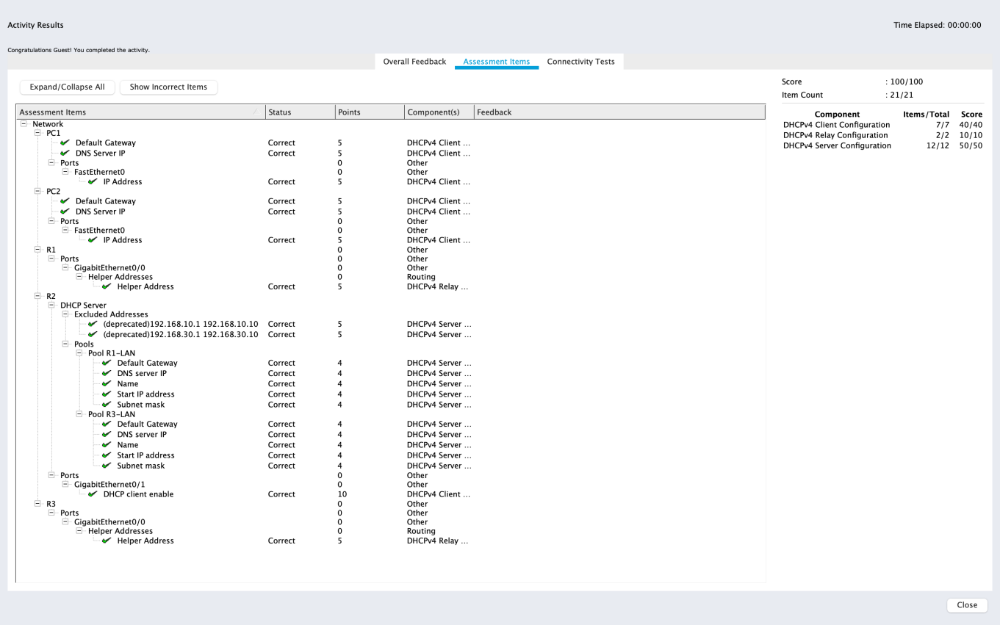 Activity Results
Time Elapsed: 00:00:00
Congratulations Guest! You completed the activity.
Overall Feedback Assessment Items Connectivity Tests
Expand/Collapse All Show Incorrect Items
Score : 100/100
Item Count : 21/21
Component Items/Total Score
DHCPv4 Client Configuration 7/7 40/40
DHCPv4 Relay Configuration 2/2 10/10
DHCPv4 Server Configuration 12/12 50/50
Assessment Items Status Points Component(s) Feedback
Network
PC1
Default Gateway Correct 5 DHCPv4 Client ...
DNS Server IP Correct 5 DHCPv4 Client ...
Ports 0 Other
FastEthernet0 0 Other
IP Address Correct 5 DHCPv4 Client ...
PC2
Default Gateway Correct 5 DHCPv4 Client ...
DNS Server IP Correct 5 DHCPv4 Client ...
Ports 0 Other
FastEthernet0 0 Other
IP Address Correct 5 DHCPv4 Client ...
R1 0 Other
Ports 0 Other
GigabitEthernet0/0 0 Other
Helper Addresses 0 Routing
Helper Address Correct 5 DHCPv4 Relay ...
R2
DHCP Server
Excluded Addresses
(deprecated)192.168.10.1 192.168.10.10 Correct 5 DHCPv4 Server ...
(deprecated)192.168.30.1 192.168.30.10 Correct 5 DHCPv4 Server ...
Pools
Pool R1-LAN
Default Gateway Correct 4 DHCPv4 Server ...
DNS server IP Correct 4 DHCPv4 Server ...
Name Correct 4 DHCPv4 Server ...
Start IP address Correct 4 DHCPv4 Server ...
Subnet mask Correct 4 DHCPv4 Server ...
Pool R3-LAN
Default Gateway Correct 4 DHCPv4 Server ...
DNS server IP Correct 4 DHCPv4 Server ...
Name Correct 4 DHCPv4 Server ...
Start IP address Correct 4 DHCPv4 Server ...
Subnet mask Correct 4 DHCPv4 Server ...
Ports 0 Other
GigabitEthernet0/1 0 Other
DHCP client enable Correct 10 DHCPv4 Client ...
R3 0 Other
Ports 0 Other
GigabitEthernet0/0 0 Other
Helper Addresses 0 Routing
Helper Address Correct 5 DHCPv4 Relay ...
Close